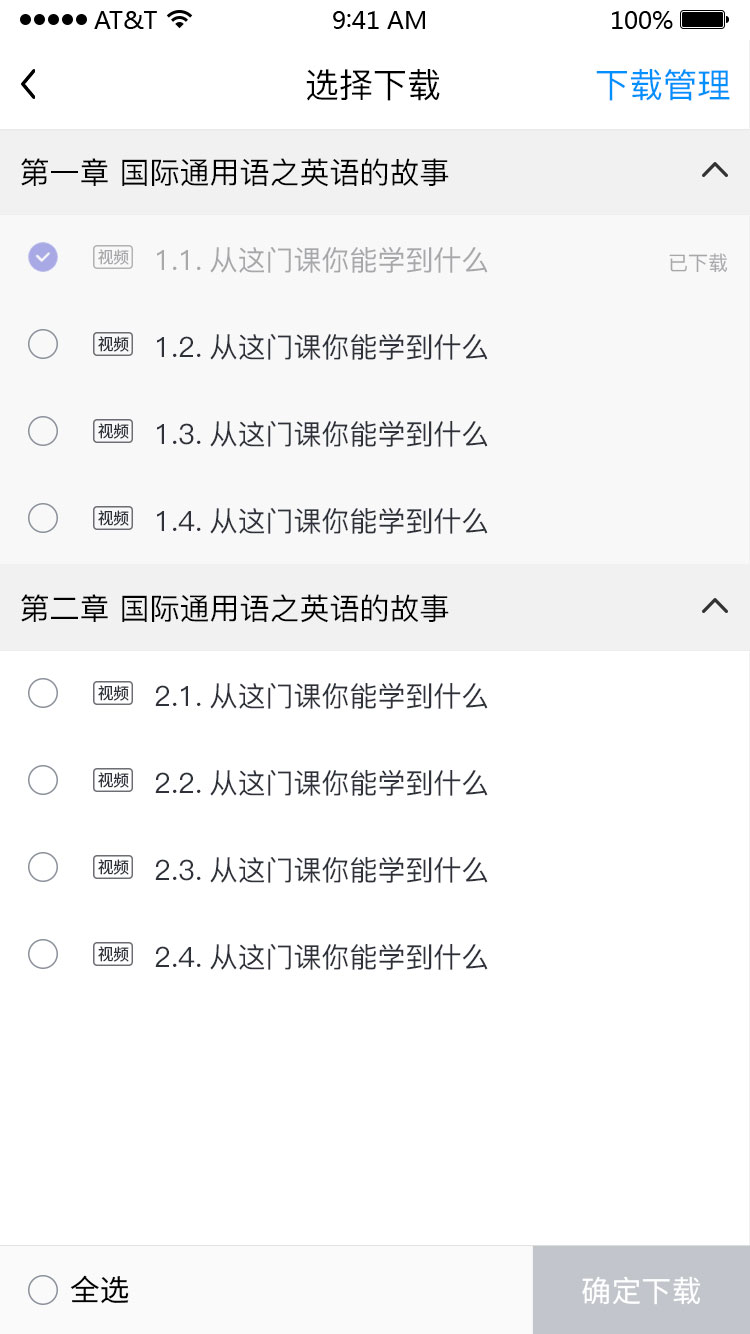 AT&T 9:41 AM 100%
选择下载 下载管理
第一章 国际通用语之英语的故事
视频 1.1. 从这门课你能学到什么 已下载
视频 1.2. 从这门课你能学到什么
视频 1.3. 从这门课你能学到什么
视频 1.4. 从这门课你能学到什么
第二章 国际通用语之英语的故事
视频 2.1. 从这门课你能学到什么
视频 2.2. 从这门课你能学到什么
视频 2.3. 从这门课你能学到什么
视频 2.4. 从这门课你能学到什么
全选 确定下载